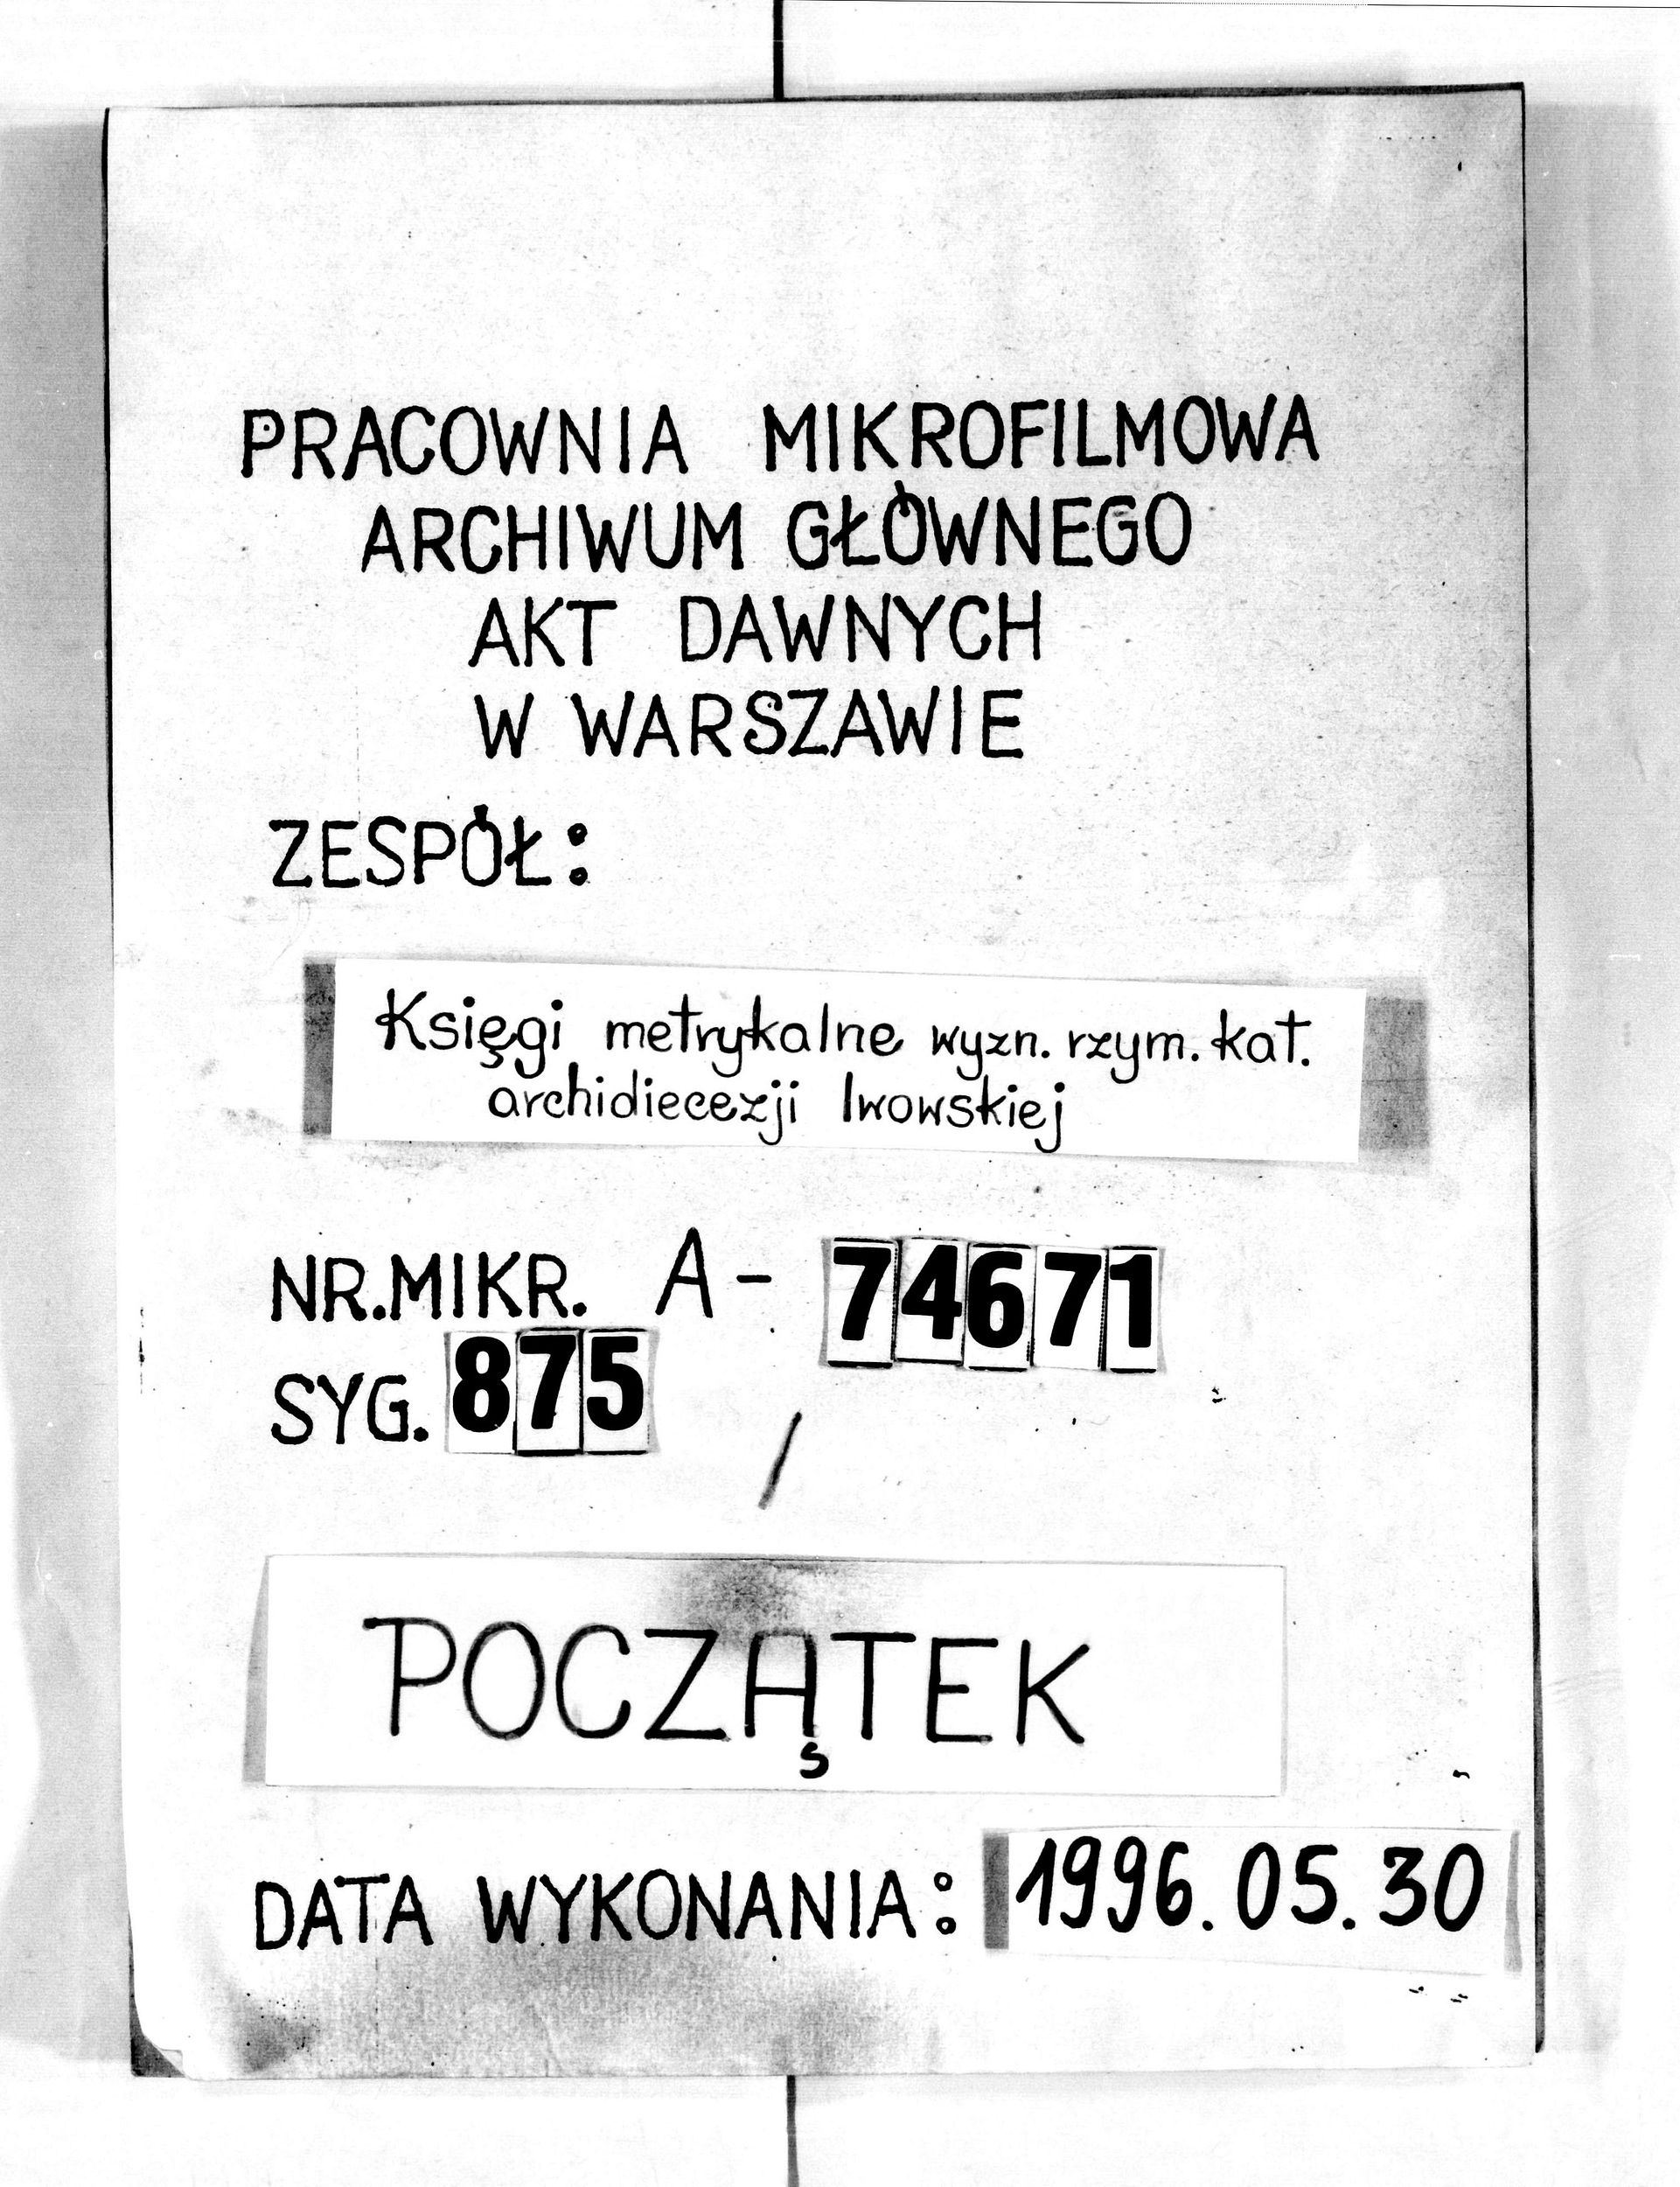 PRACOWNIA MIKROFILMOWA
ARCHIWUM GŁÓWNEGO
AKT DAWNYCH
W WARSZAWIE
ZESPÓŁ:
Księgi metrykalne wyzn. rzym. kat.
archidiecezji lwowskiej
NR.MIKR. A- 74671
SYG. 875
/
POCZĄTEK
DATA WYKONANIA: 1996.05.30